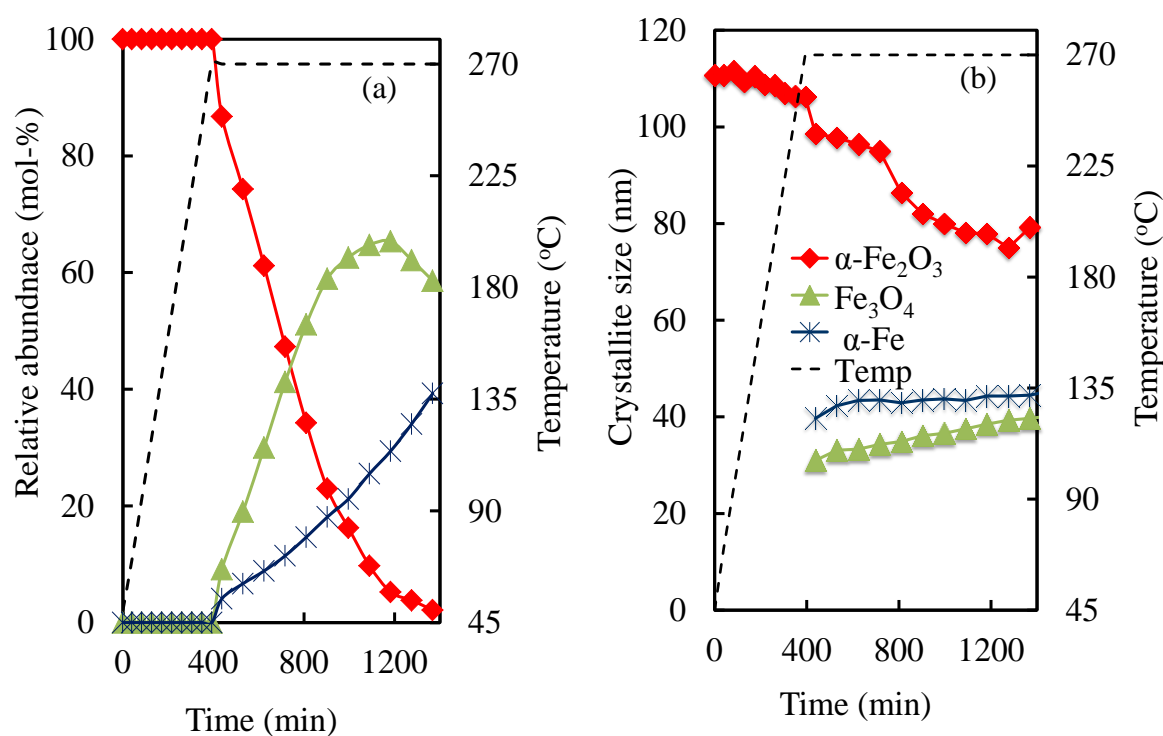 (a)
Relative abundnace (mol-%)
100
80
60
40
20
0
0 400 800 1200
Time (min)
270
225
180
135
90
45
Temperature (°C)
(b)
Crystallite size (nm)
120
100
80
60
40
20
0
0 400 800 1200
Time (min)
270
225
180
135
90
45
Temperature (°C)
α-Fe₂O₃
Fe₃O₄
α-Fe
Temp